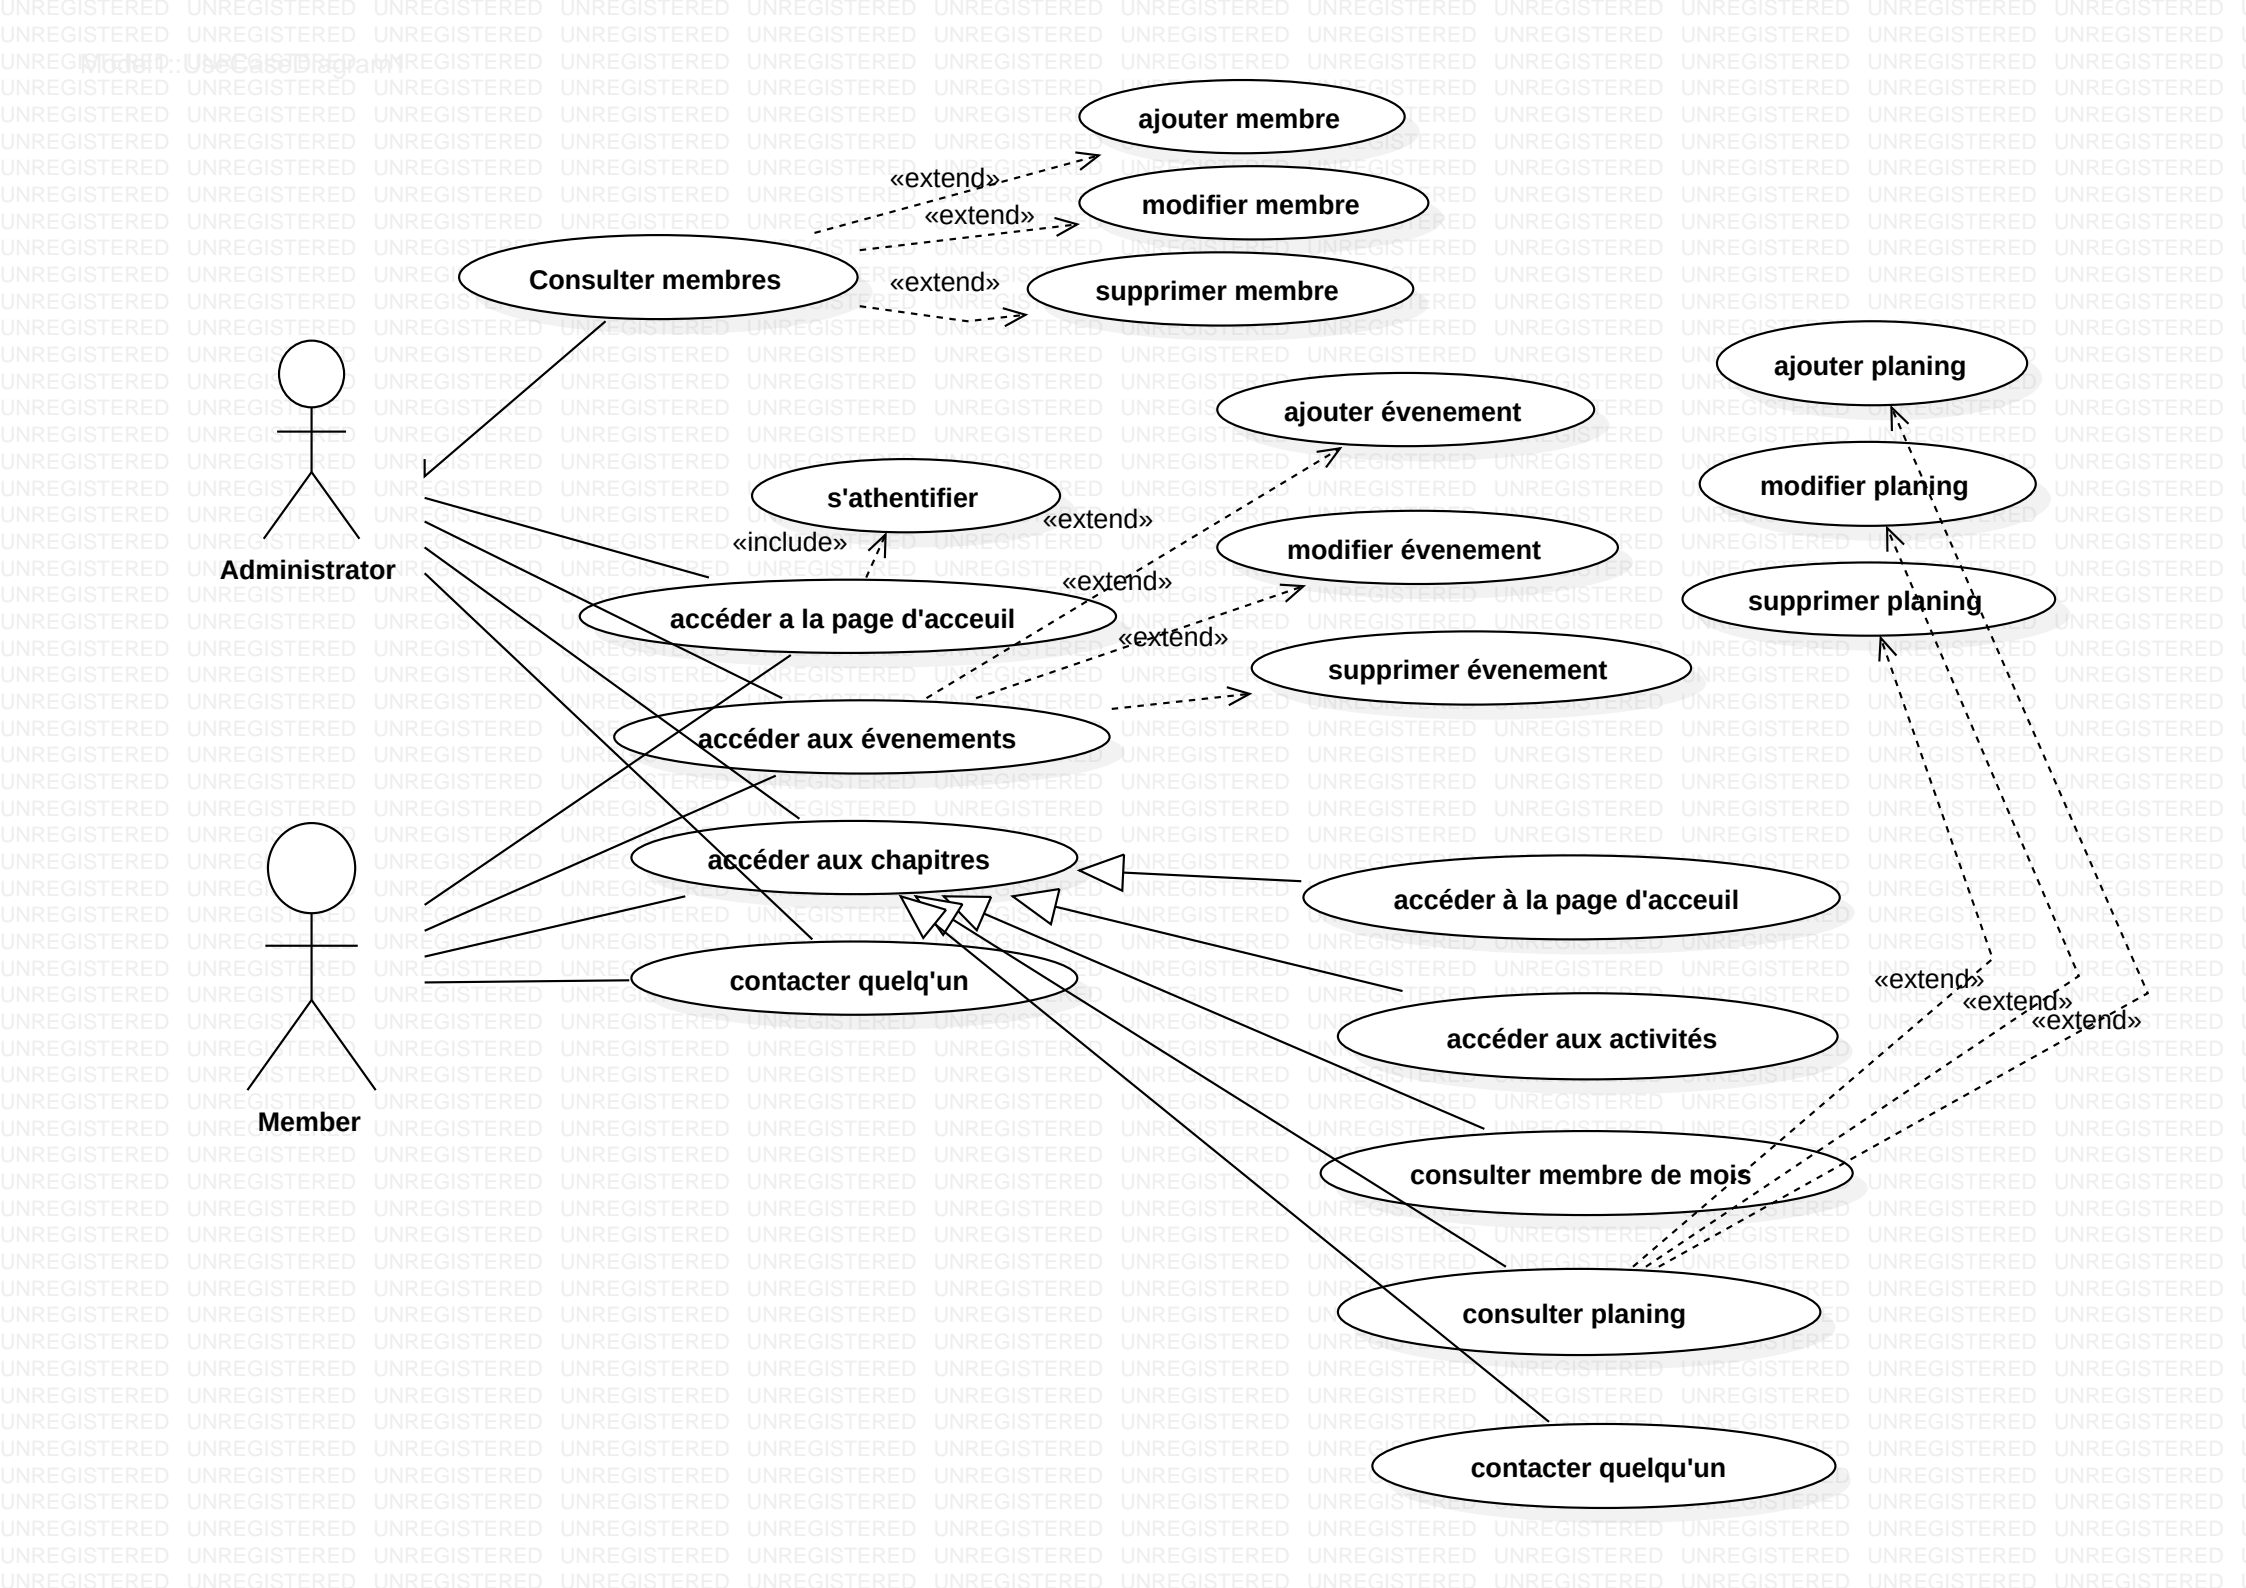 Model1::UseCaseDiagram1
ajouter membre
«extend»
modifier membre
«extend»
Consulter membres
«extend»
supprimer membre
ajouter planing
ajouter évenement
modifier planing
s'athentifier
«extend»
«include»
modifier évenement
Administrator
«extend»
supprimer planing
accéder a la page d'acceuil
«extend»
supprimer évenement
accéder aux évenements
accéder aux chapitres
accéder à la page d'acceuil
contacter quelq'un
«extend»
«extend»
«extend»
accéder aux activités
Member
consulter membre de mois
consulter planing
contacter quelqu'un
UNREGISTERED